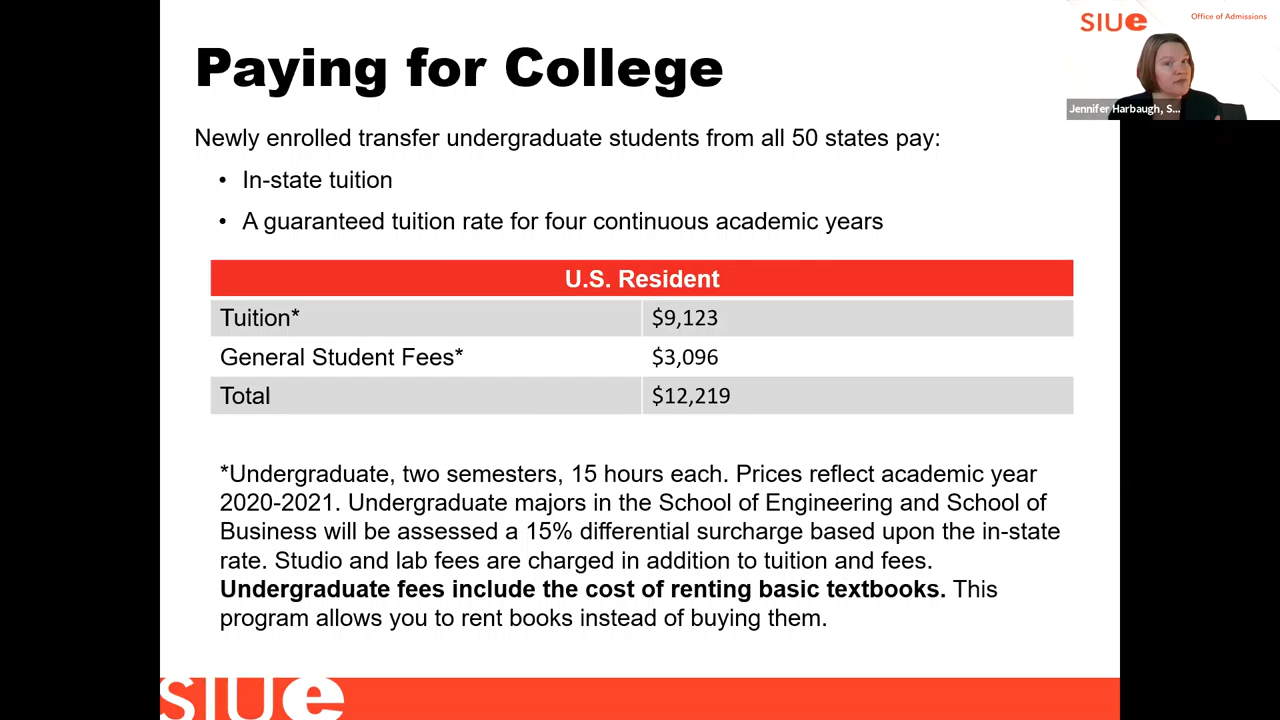 SIUe
Office of Admissions
Jennifer Harbaugh, S...
Paying for College
Newly enrolled transfer undergraduate students from all 50 states pay:
• In-state tuition
• A guaranteed tuition rate for four continuous academic years
U.S. Resident
Tuition* $9,123
General Student Fees* $3,096
Total $12,219
*Undergraduate, two semesters, 15 hours each. Prices reflect academic year
2020-2021. Undergraduate majors in the School of Engineering and School of
Business will be assessed a 15% differential surcharge based upon the in-state
rate. Studio and lab fees are charged in addition to tuition and fees.
Undergraduate fees include the cost of renting basic textbooks. This
program allows you to rent books instead of buying them.
SIUe